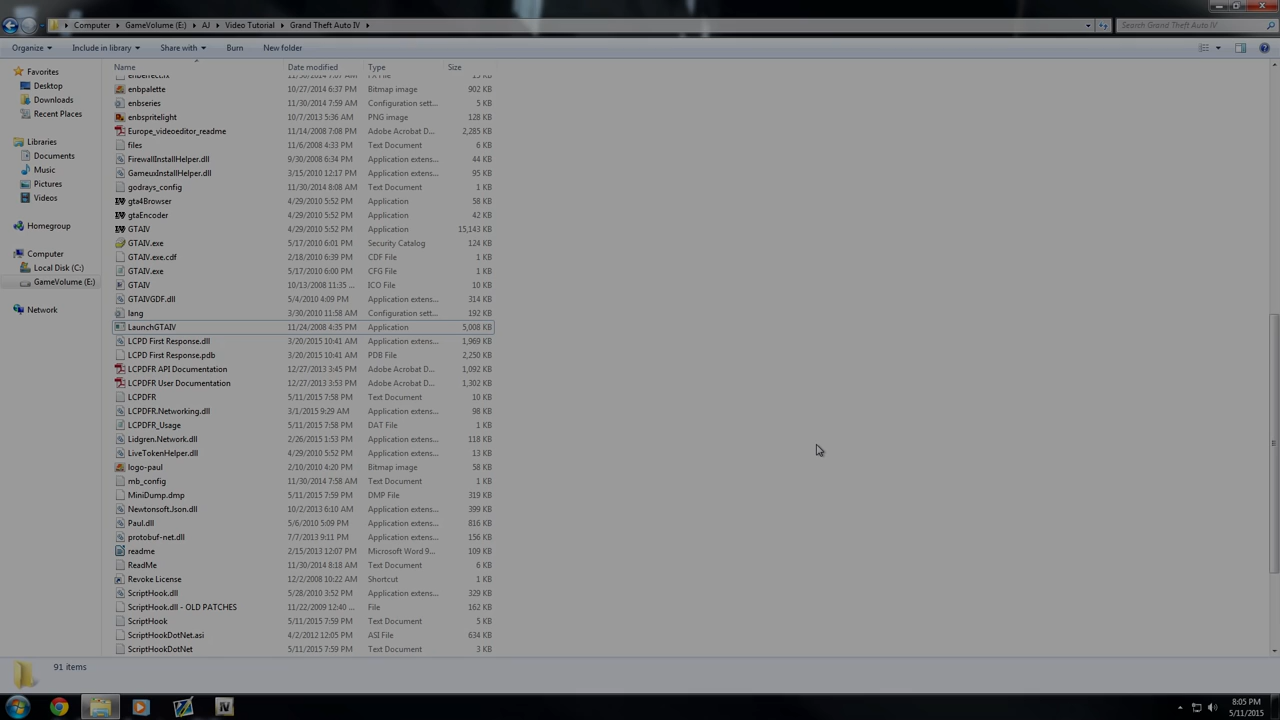 Computer ▸ GameVolume (E:) ▸ AJ ▸ Video Tutorial ▸ Grand Theft Auto IV ▸
Search Grand Theft Auto IV
Organize ▾ Include in library ▾ Share with ▾ Burn New folder
Name Date modified Type Size
enbpalette 10/27/2014 6:37 PM Bitmap image 902 KB
enbseries 11/30/2014 7:59 AM Configuration sett... 5 KB
enbspritelight 10/7/2013 5:36 AM PNG image 128 KB
Europe_videoeditor_readme 11/14/2008 7:08 PM Adobe Acrobat D... 2,285 KB
files 11/6/2008 4:33 PM Text Document 6 KB
FirewallInstallHelper.dll 9/30/2008 6:34 PM Application extens... 44 KB
GameuxInstallHelper.dll 3/15/2010 12:17 PM Application extens... 95 KB
godrays_config 11/30/2014 8:08 AM Text Document 1 KB
gta4Browser 4/29/2010 5:52 PM Application 58 KB
gtaEncoder 4/29/2010 5:52 PM Application 42 KB
GTAIV 4/29/2010 5:52 PM Application 15,143 KB
GTAIV.exe 5/17/2010 6:01 PM Security Catalog 124 KB
GTAIV.exe.cdf 2/18/2010 6:39 PM CDF File 1 KB
GTAIV.exe 5/17/2010 6:00 PM CFG File 1 KB
GTAIV 10/13/2008 11:35 ... ICO File 10 KB
GTAIVGDF.dll 5/4/2010 4:09 PM Application extens... 314 KB
lang 3/30/2010 11:58 AM Configuration sett... 192 KB
LaunchGTAIV 11/24/2008 4:35 PM Application 5,008 KB
LCPD First Response.dll 3/20/2015 10:41 AM Application extens... 1,969 KB
LCPD First Response.pdb 3/20/2015 10:41 AM PDB File 2,250 KB
LCPDFR API Documentation 12/27/2013 3:45 PM Adobe Acrobat D... 1,092 KB
LCPDFR User Documentation 12/27/2013 3:53 PM Adobe Acrobat D... 1,302 KB
LCPDFR 5/11/2015 7:58 PM Text Document 10 KB
LCPDFR.Networking.dll 3/1/2015 9:29 AM Application extens... 98 KB
LCPDFR_Usage 5/11/2015 7:58 PM DAT File 1 KB
Lidgren.Network.dll 2/26/2015 1:53 PM Application extens... 118 KB
LiveTokenHelper.dll 4/29/2010 5:52 PM Application extens... 13 KB
logo-paul 2/10/2010 4:20 PM Bitmap image 58 KB
mb_config 11/30/2014 7:58 AM Text Document 1 KB
MiniDump.dmp 5/11/2015 7:59 PM DMP File 319 KB
Newtonsoft.Json.dll 10/2/2013 6:10 AM Application extens... 399 KB
Paul.dll 5/6/2010 5:09 PM Application extens... 816 KB
protobuf-net.dll 7/7/2013 9:11 PM Application extens... 156 KB
readme 2/15/2013 12:07 PM Microsoft Word 9... 109 KB
ReadMe 11/30/2014 8:18 AM Text Document 6 KB
Revoke License 12/2/2008 10:22 AM Shortcut 1 KB
ScriptHook.dll 5/28/2010 3:52 PM Application extens... 329 KB
ScriptHook.dll - OLD PATCHES 11/22/2009 12:40 ... File 162 KB
ScriptHook 5/11/2015 7:59 PM Text Document 5 KB
ScriptHookDotNet.asi 4/2/2012 12:05 PM ASI File 634 KB
ScriptHookDotNet 5/11/2015 7:59 PM Text Document 3 KB
Favorites
Desktop
Downloads
Recent Places
Libraries
Documents
Music
Pictures
Videos
Homegroup
Computer
Local Disk (C:)
GameVolume (E:)
Network
91 items
IV
8:05 PM
5/11/2015